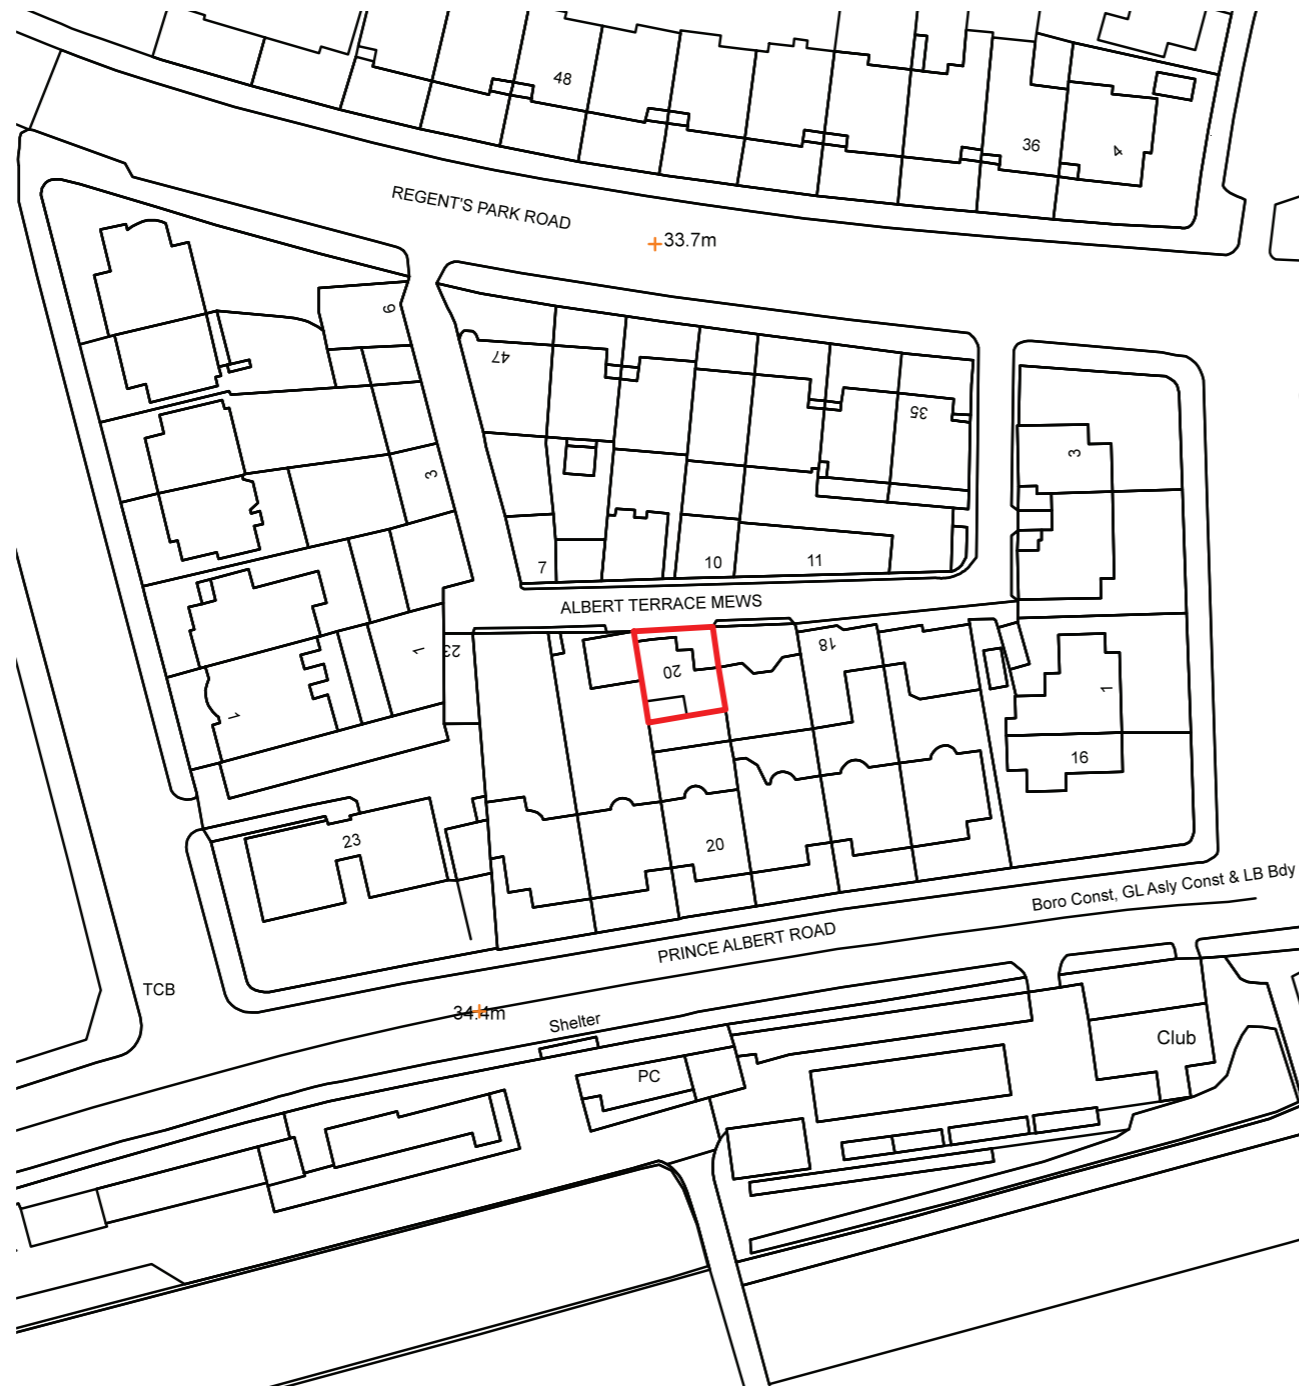 48
36
4
REGENT'S PARK ROAD
33.7m
6
47
35
3
3
7
10
11
ALBERT TERRACE MEWS
1
23
20
18
1
1
16
23
20
Boro Const, GL Asly Const & LB Bdy
PRINCE ALBERT ROAD
TCB
34.4m
Shelter
PC
Club